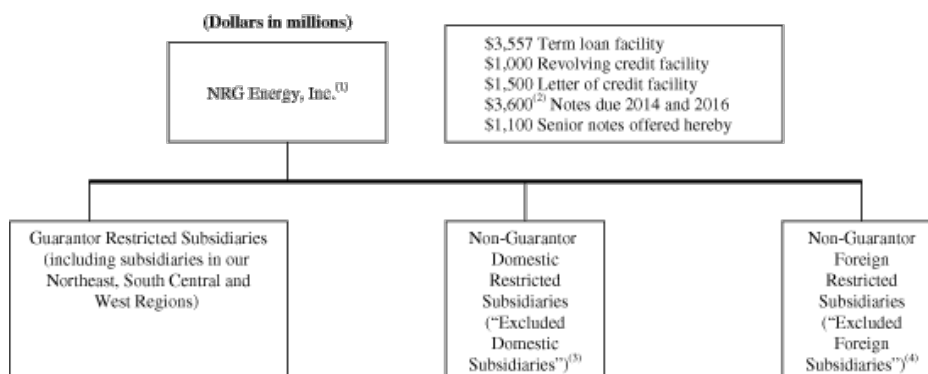 (Dollars in millions)
NRG Energy, Inc.(1)
$3,557 Term loan facility
$1,000 Revolving credit facility
$1,500 Letter of credit facility
$3,600(2) Notes due 2014 and 2016
$1,100 Senior notes offered hereby
Guarantor Restricted Subsidiaries
(including subsidiaries in our
Northeast, South Central and
West Regions)
Non-Guarantor
Domestic
Restricted
Subsidiaries
(“Excluded
Domestic
Subsidiaries”)(3)
Non-Guarantor
Foreign
Restricted
Subsidiaries
(“Excluded
Foreign
Subsidiaries”)(4)